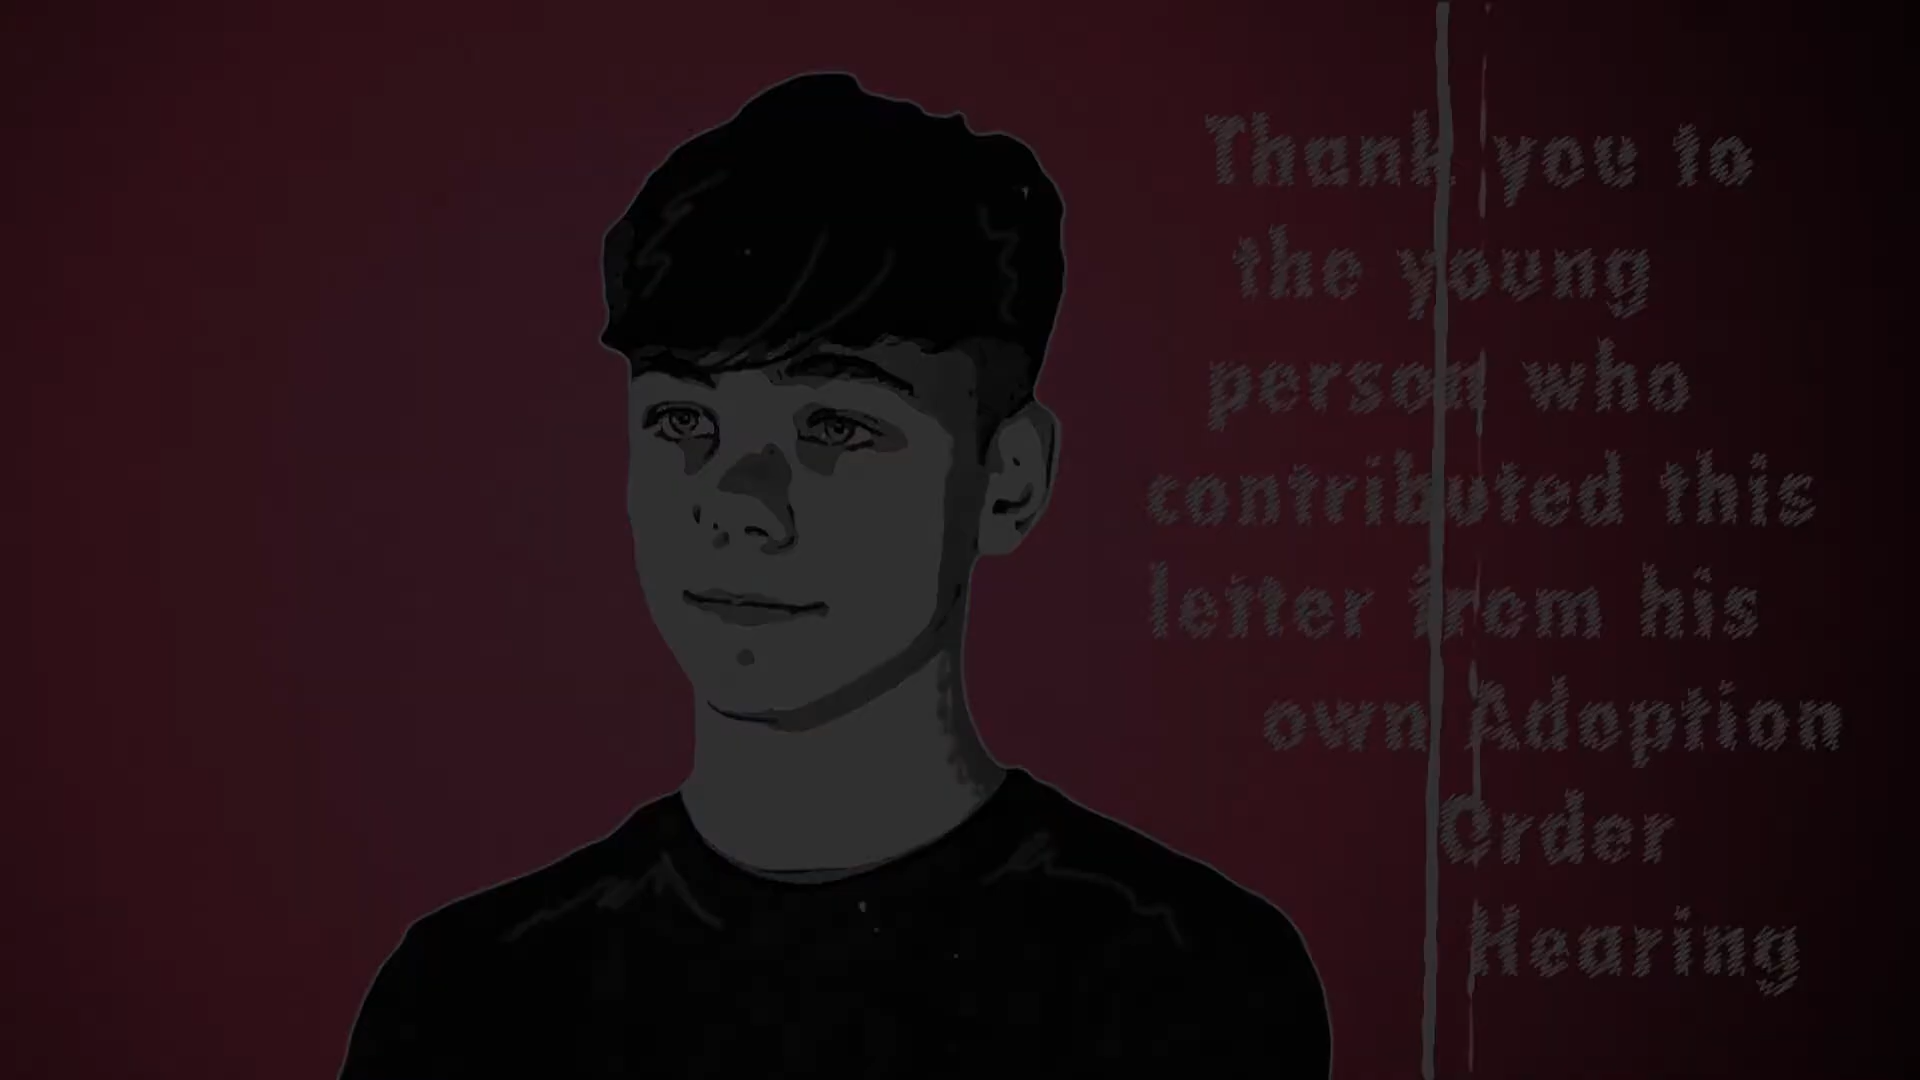 Thank you to
the young
person who
contributed this
letter from his
own Adoption
Order
Hearing